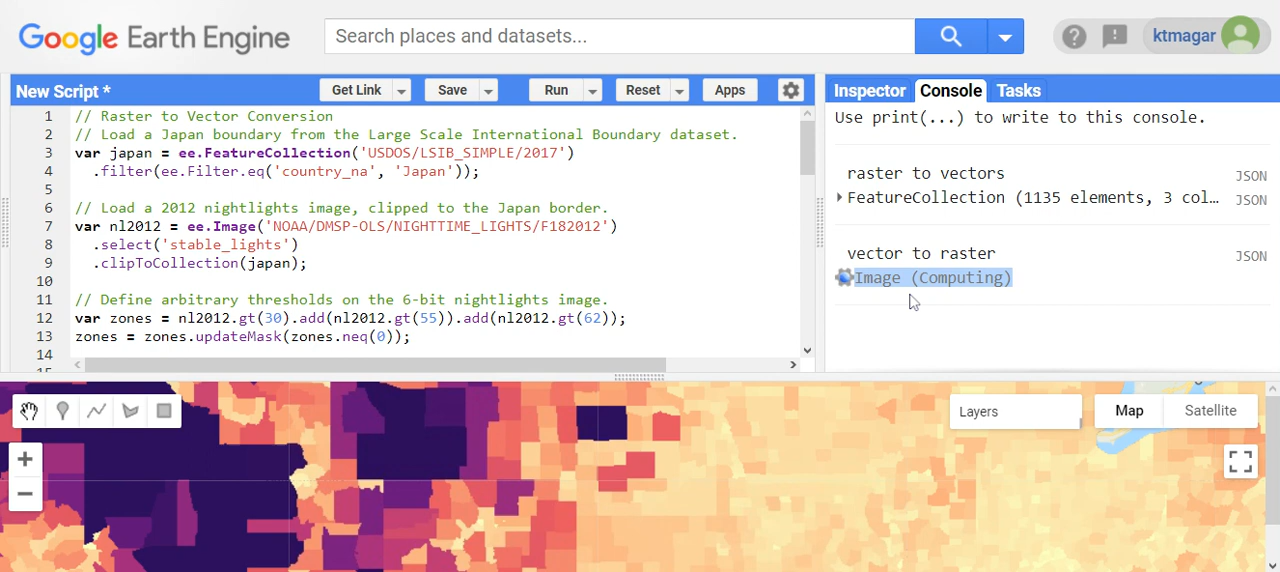 Google Earth Engine
Search places and datasets...
ktmagar
New Script *
Get Link
Save
Run
Reset
Apps
Inspector
Console
Tasks
1 // Raster to Vector Conversion
2 // Load a Japan boundary from the Large Scale International Boundary dataset.
3 var japan = ee.FeatureCollection('USDOS/LSIB_SIMPLE/2017')
4 .filter(ee.Filter.eq('country_na', 'Japan'));
5
6 // Load a 2012 nightlights image, clipped to the Japan border.
7 var nl2012 = ee.Image('NOAA/DMSP-OLS/NIGHTTIME_LIGHTS/F182012')
8 .select('stable_lights')
9 .clipToCollection(japan);
10
11 // Define arbitrary thresholds on the 6-bit nightlights image.
12 var zones = nl2012.gt(30).add(nl2012.gt(55)).add(nl2012.gt(62));
13 zones = zones.updateMask(zones.neq(0));
14
15
Use print(...) to write to this console.
raster to vectors JSON
FeatureCollection (1135 elements, 3 col... JSON
vector to raster JSON
Image (Computing)
Layers
Map
Satellite